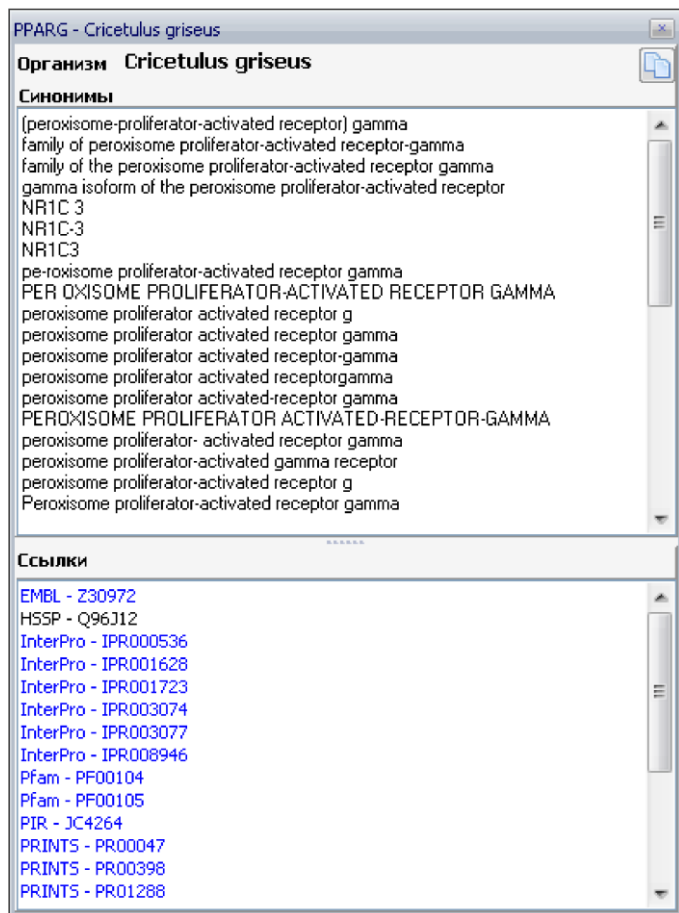 PPARG - Cricetulus griseus
Организм Cricetulus griseus
Синонимы
(peroxisome-proliferator-activated receptor) gamma
family of peroxisome proliferator-activated receptor-gamma
family of the peroxisome proliferator-activated receptor gamma
gamma isoform of the peroxisome proliferator-activated receptor
NR1C 3
NR1C-3
NR1C3
pe-roxisome proliferator-activated receptor gamma
PER OXISOME PROLIFERATOR-ACTIVATED RECEPTOR GAMMA
peroxisome proliferator activated receptor g
peroxisome proliferator activated receptor gamma
peroxisome proliferator activated receptor-gamma
peroxisome proliferator activated receptorgamma
peroxisome proliferator activated-receptor gamma
PEROXISOME PROLIFERATOR ACTIVATED-RECEPTOR-GAMMA
peroxisome proliferator- activated receptor gamma
peroxisome proliferator-activated gamma receptor
peroxisome proliferator-activated receptor g
Peroxisome proliferator-activated receptor gamma
Ссылки
EMBL - Z30972
HSSP - Q96J12
InterPro - IPR000536
InterPro - IPR001628
InterPro - IPR001723
InterPro - IPR003074
InterPro - IPR003077
InterPro - IPR008946
Pfam - PF00104
Pfam - PF00105
PIR - JC4264
PRINTS - PR00047
PRINTS - PR00398
PRINTS - PR01288